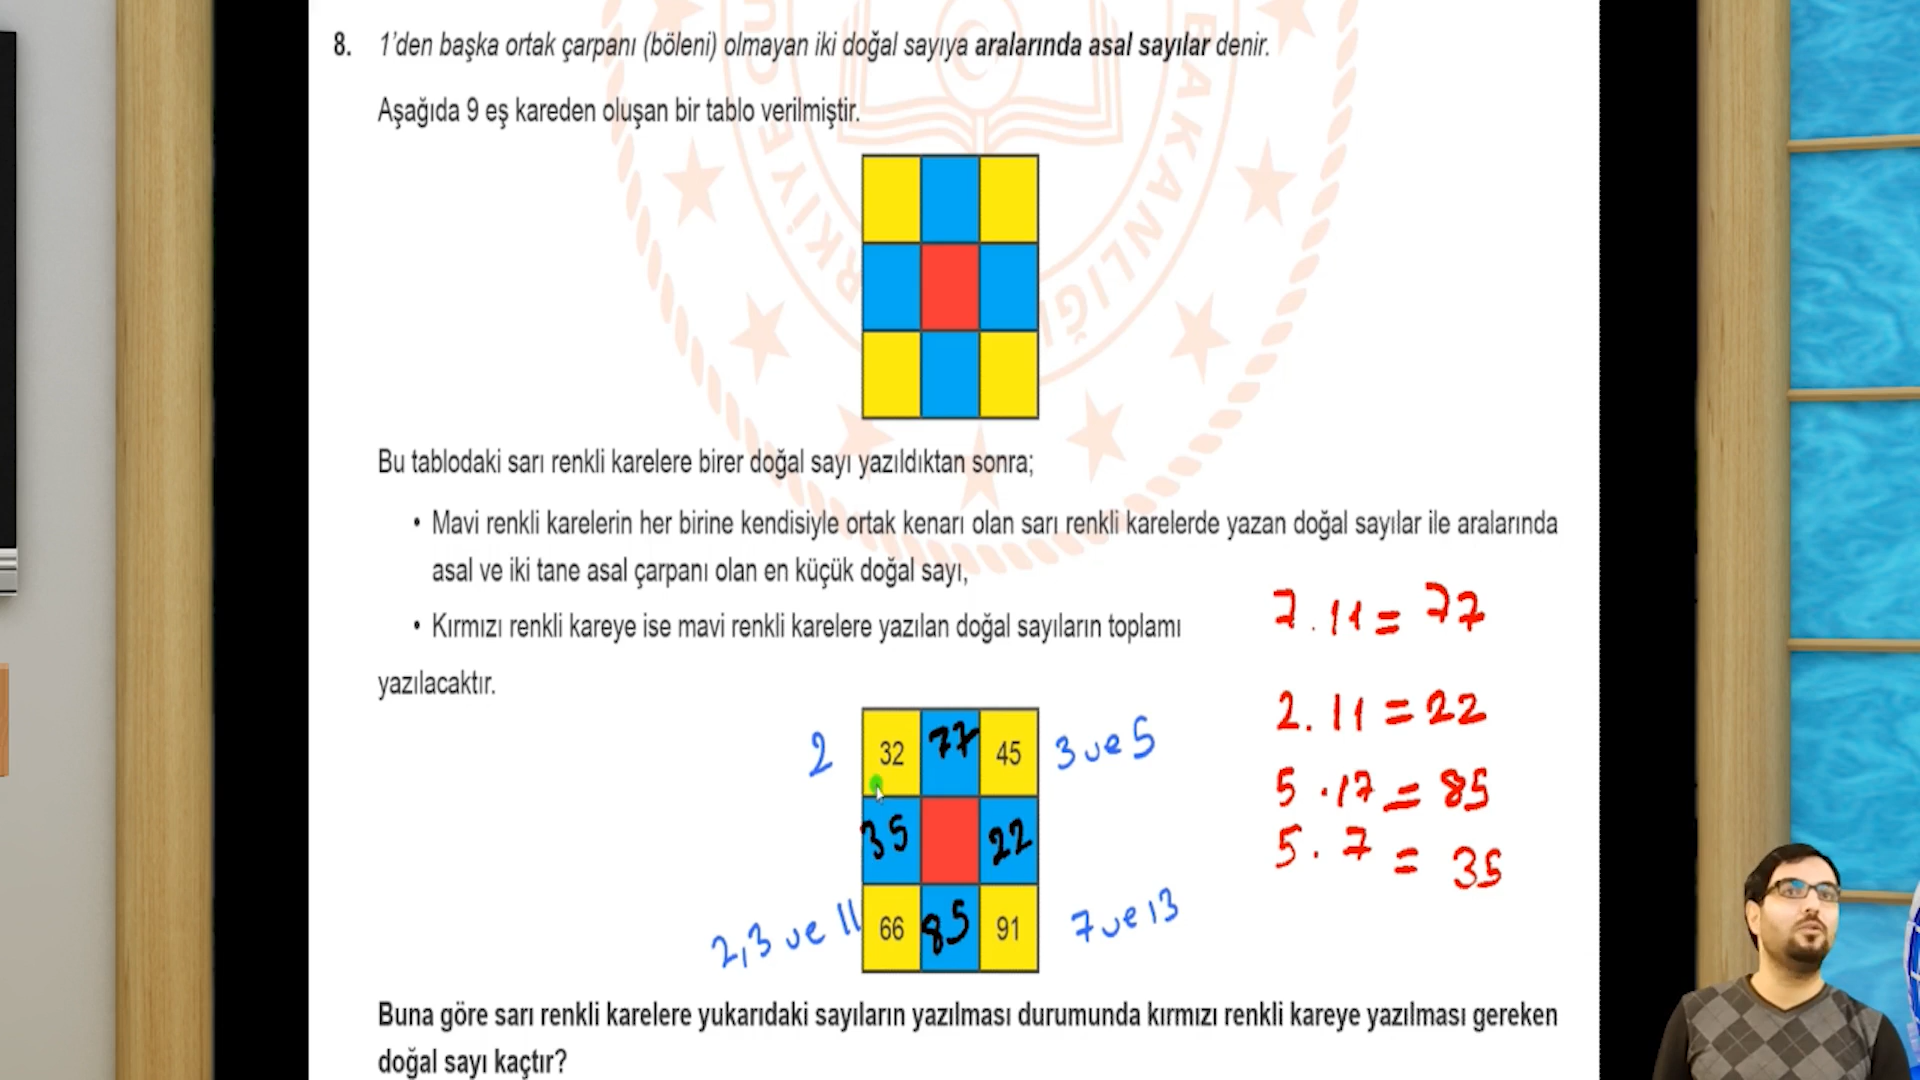 8. 1'den başka ortak çarpanı (böleni) olmayan iki doğal sayıya aralarında asal sayılar denir.
Aşağıda 9 eş kareden oluşan bir tablo verilmiştir.
Bu tablodaki sarı renkli karelere birer doğal sayı yazıldıktan sonra;
• Mavi renkli karelerin her birine kendisiyle ortak kenarı olan sarı renkli karelerde yazan doğal sayılar ile aralarında
asal ve iki tane asal çarpanı olan en küçük doğal sayı,
• Kırmızı renkli kareye ise mavi renkli karelere yazılan doğal sayıların toplamı
yazılacaktır.
7.11=77
2.11=22
5.17=85
5.7=35
2 32 77 45 3 ve 5
35 22
2,3 ve 11 66 85 91 7 ve 13
Buna göre sarı renkli karelere yukarıdaki sayıların yazılması durumunda kırmızı renkli kareye yazılması gereken
doğal sayı kaçtır?